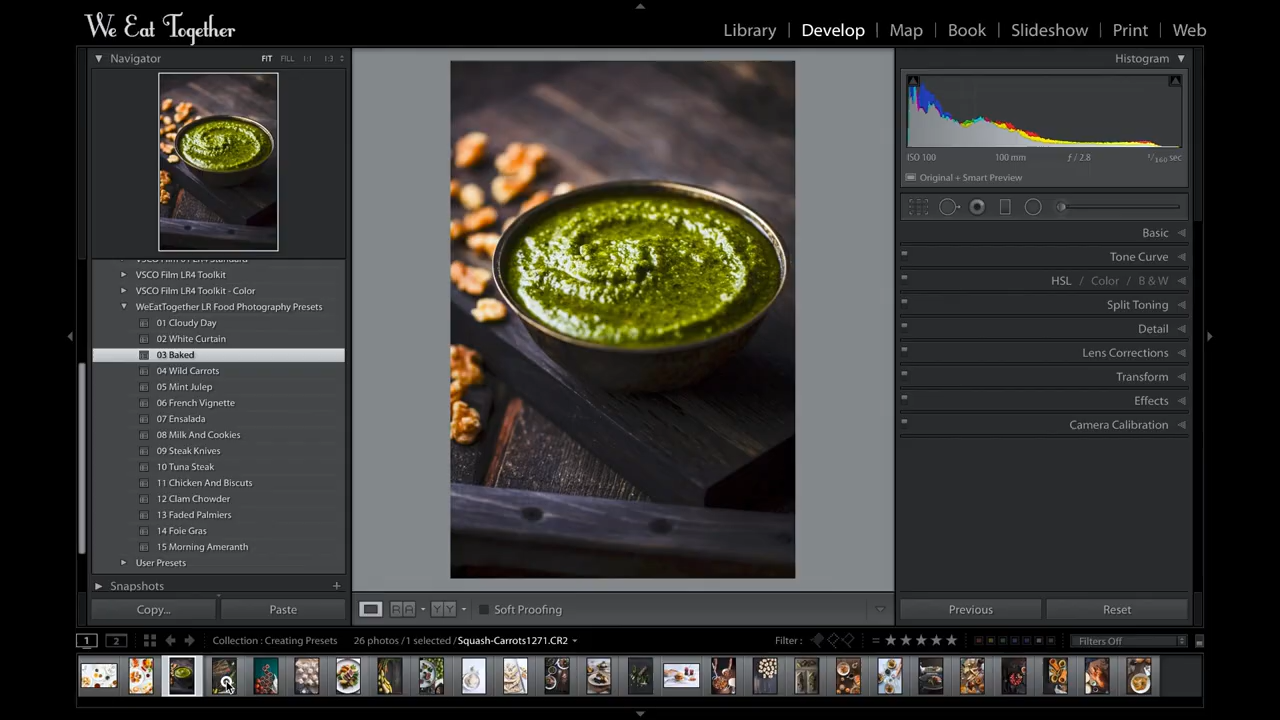 We Eat Together
Library | Develop | Map | Book | Slideshow | Print | Web
Navigator FIT FILL 1:1 1:3
VSCO Film LR4 Toolkit
VSCO Film LR4 Toolkit - Color
WeEatTogether LR Food Photography Presets
01 Cloudy Day
02 White Curtain
03 Baked
04 Wild Carrots
05 Mint Julep
06 French Vignette
07 Ensalada
08 Milk And Cookies
09 Steak Knives
10 Tuna Steak
11 Chicken And Biscuts
12 Clam Chowder
13 Faded Palmiers
14 Foie Gras
15 Morning Ameranth
User Presets
Snapshots +
Copy... Paste
Histogram
ISO 100 100 mm ƒ / 2.8 1/160 sec
Original + Smart Preview
Basic
Tone Curve
HSL / Color / B & W
Split Toning
Detail
Lens Corrections
Transform
Effects
Camera Calibration
R A Y Y Soft Proofing
Previous Reset
1 2 Collection : Creating Presets 26 photos / 1 selected / Squash-Carrots1271.CR2 Filter : Filters Off